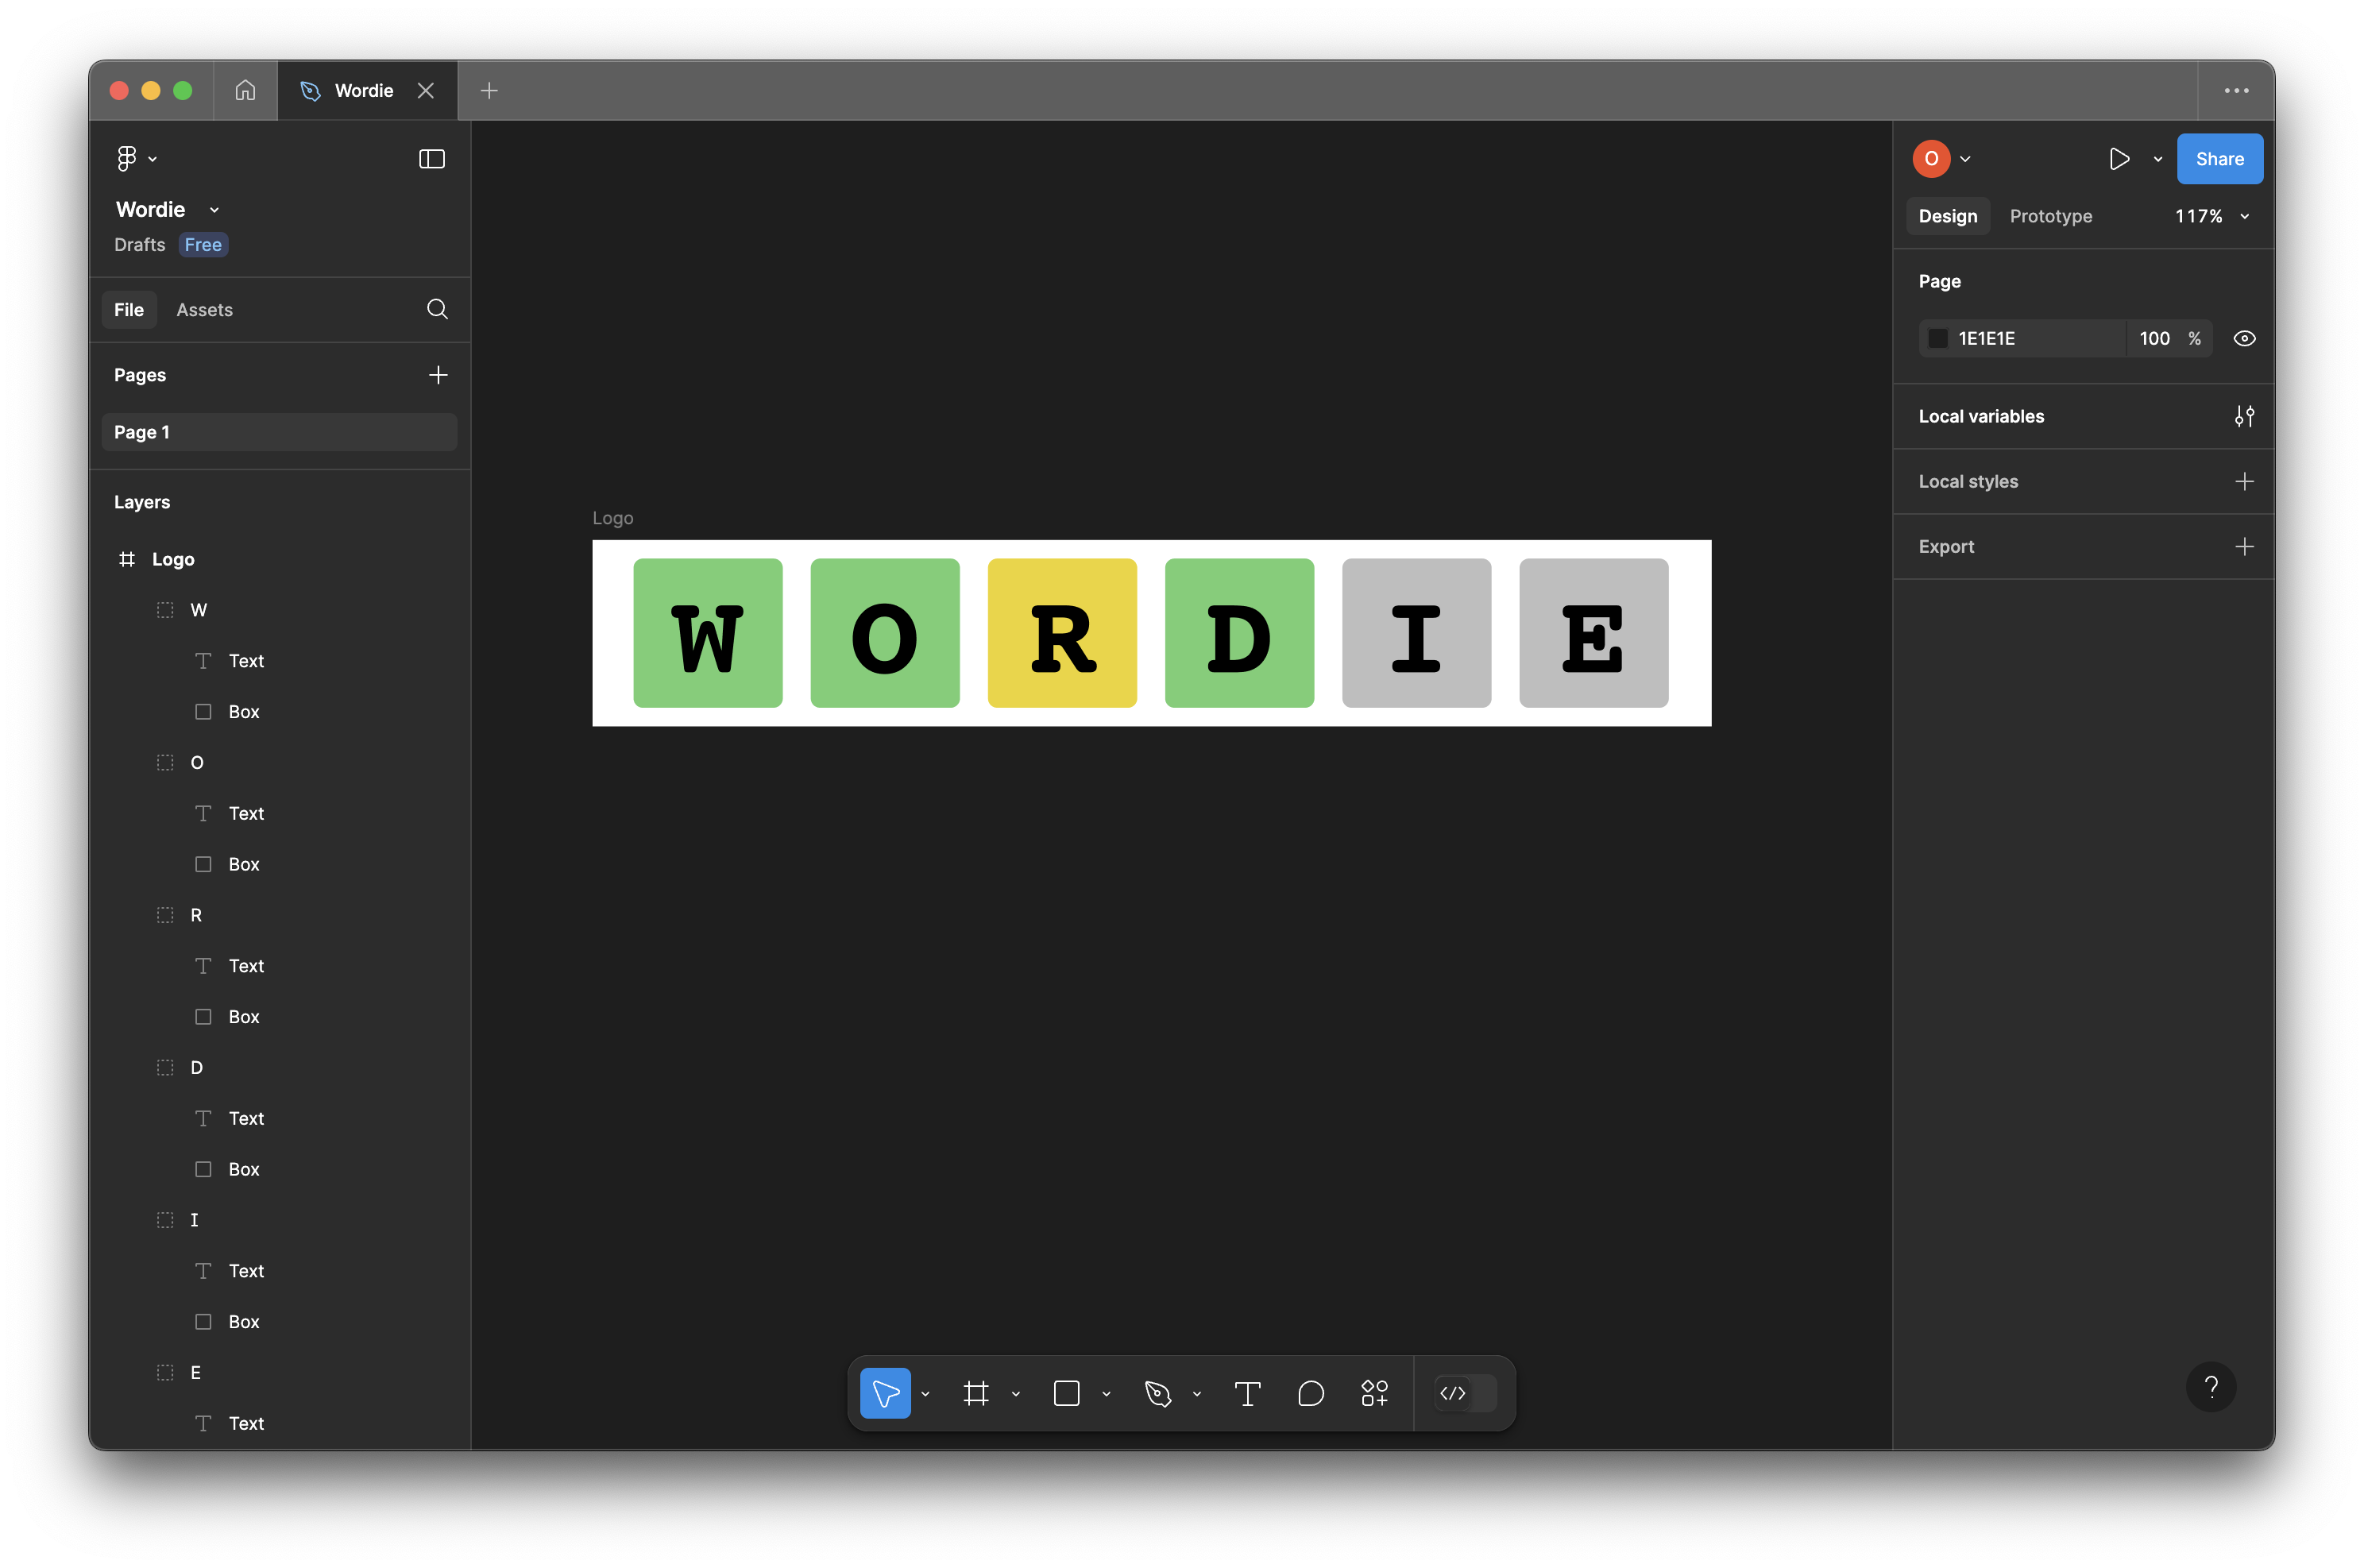 Wordie
Wordie
Drafts Free
File Assets
Pages
Page 1
Layers
Logo
W
Text
Box
O
Text
Box
R
Text
Box
D
Text
Box
I
Text
Box
E
Text
Logo
W O R D I E
O
Share
Design Prototype 117%
Page
1E1E1E 100 %
Local variables
Local styles
Export
?